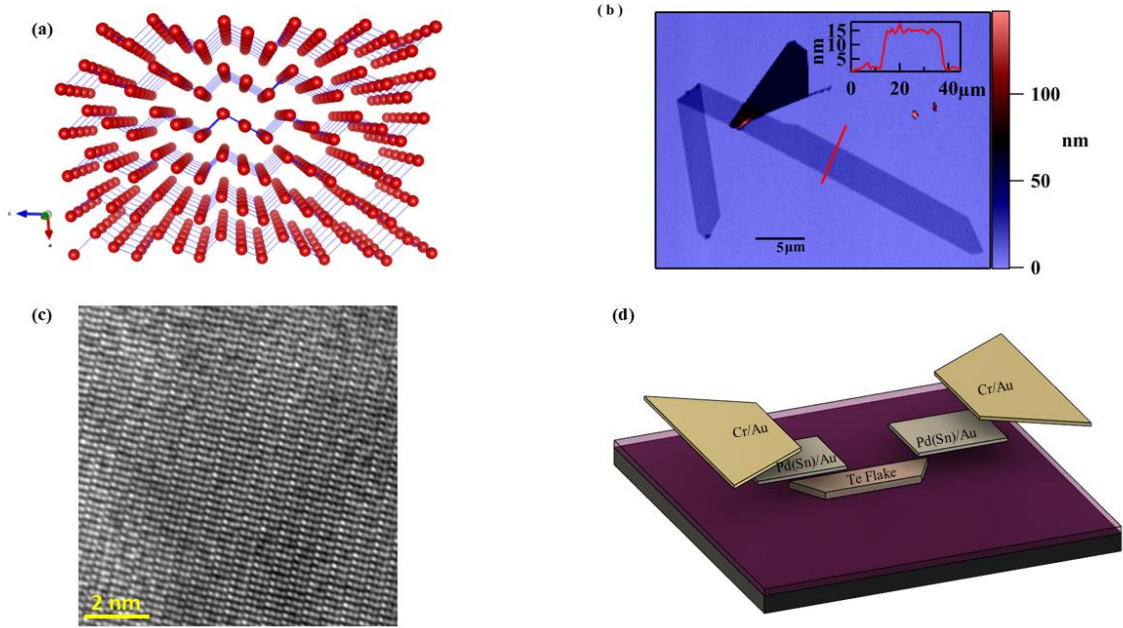 (a)
c
a
(b)
nm
15
10
5
0 20 40μm
100
nm
50
0
5μm
(c)
2 nm
(d)
Cr/Au
Cr/Au
Pd(Sn)/Au
Pd(Sn)/Au
Te Flake